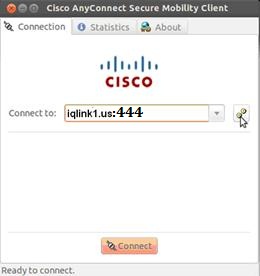 Cisco AnyConnect Secure Mobility Client
Connection Statistics About
CISCO
Connect to: iqlink1.us:444
Connect
Ready to connect.